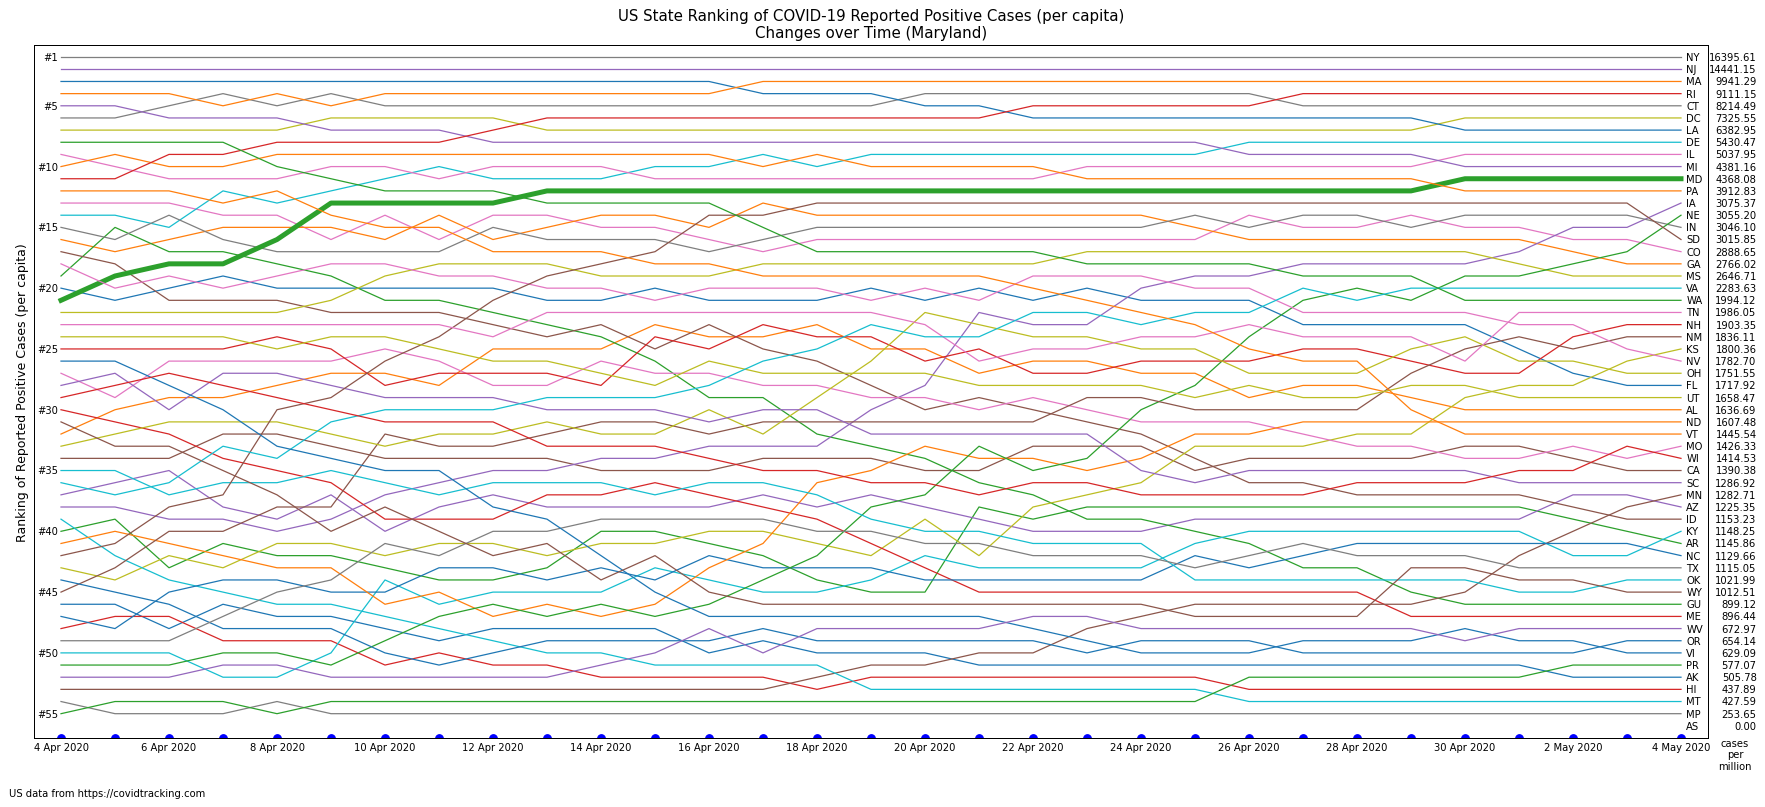 US State Ranking of COVID-19 Reported Positive Cases (per capita)
Changes over Time (Maryland)
Ranking of Reported Positive Cases (per capita)
#1
#5
#10
#15
#20
#25
#30
#35
#40
#45
#50
#55
NY 16395.61
NJ 14441.15
MA 9941.29
RI 9111.15
CT 8214.49
DC 7325.55
LA 6382.95
DE 5430.47
IL 5037.95
MI 4381.16
MD 4368.08
PA 3912.83
IA 3075.37
NE 3055.20
IN 3046.10
SD 3015.85
CO 2888.65
GA 2766.02
MS 2646.71
VA 2283.63
WA 1994.12
TN 1986.05
NH 1903.35
NM 1836.11
KS 1800.36
NV 1782.70
OH 1751.55
FL 1717.92
UT 1658.47
AL 1636.69
ND 1607.48
VT 1445.54
MO 1426.33
WI 1414.53
CA 1390.38
SC 1286.92
MN 1282.71
AZ 1225.35
ID 1153.23
KY 1148.25
AR 1145.86
NC 1129.66
TX 1115.05
OK 1021.99
WY 1012.51
GU 899.12
ME 896.44
WV 672.97
OR 654.14
VI 629.09
PR 577.07
AK 505.78
HI 437.89
MT 427.59
MP 253.65
AS 0.00
4 Apr 2020 6 Apr 2020 8 Apr 2020 10 Apr 2020 12 Apr 2020 14 Apr 2020 16 Apr 2020 18 Apr 2020 20 Apr 2020 22 Apr 2020 24 Apr 2020 26 Apr 2020 28 Apr 2020 30 Apr 2020 2 May 2020 4 May 2020
cases
per
million
US data from https://covidtracking.com